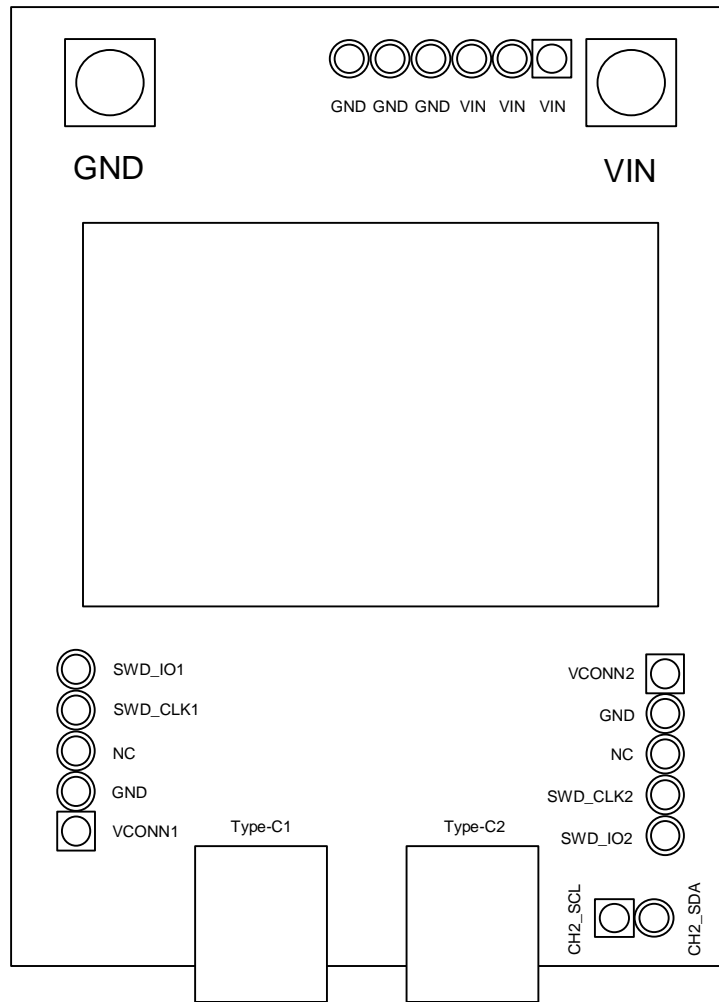 GND GND GND VIN VIN VIN
GND
VIN
SWD_IO1
SWD_CLK1
NC
GND
VCONN1
Type-C1
Type-C2
VCONN2
GND
NC
SWD_CLK2
SWD_IO2
CH2_SCL
CH2_SDA